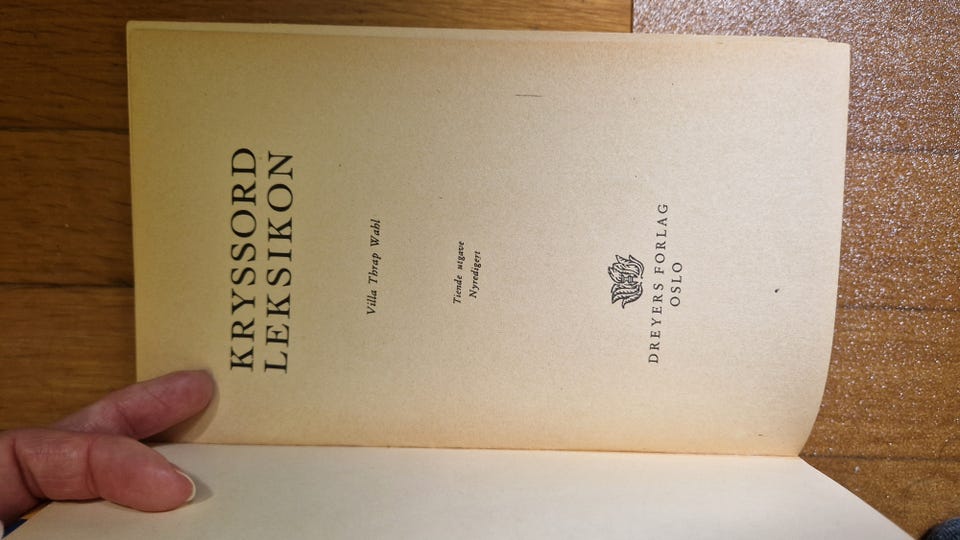 KRYSSORD
LEKSIKON
Villa Thrap Wahl
Tiende utgave
Nyredigert
DREYERS FORLAG
OSLO